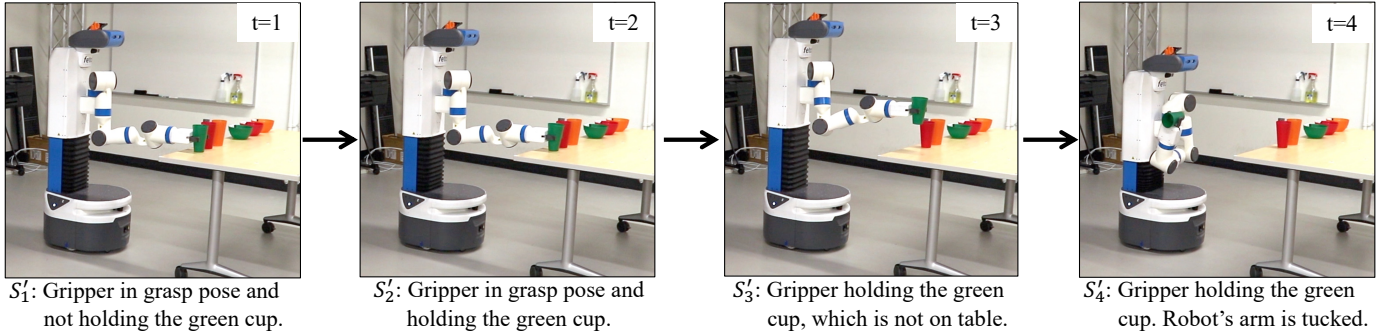 t=1
t=2
t=3
t=4
fetch
S′₁: Gripper in grasp pose and
not holding the green cup.
S′₂: Gripper in grasp pose and
holding the green cup.
S′₃: Gripper holding the green
cup, which is not on table.
S′₄: Gripper holding the green
cup. Robot’s arm is tucked.